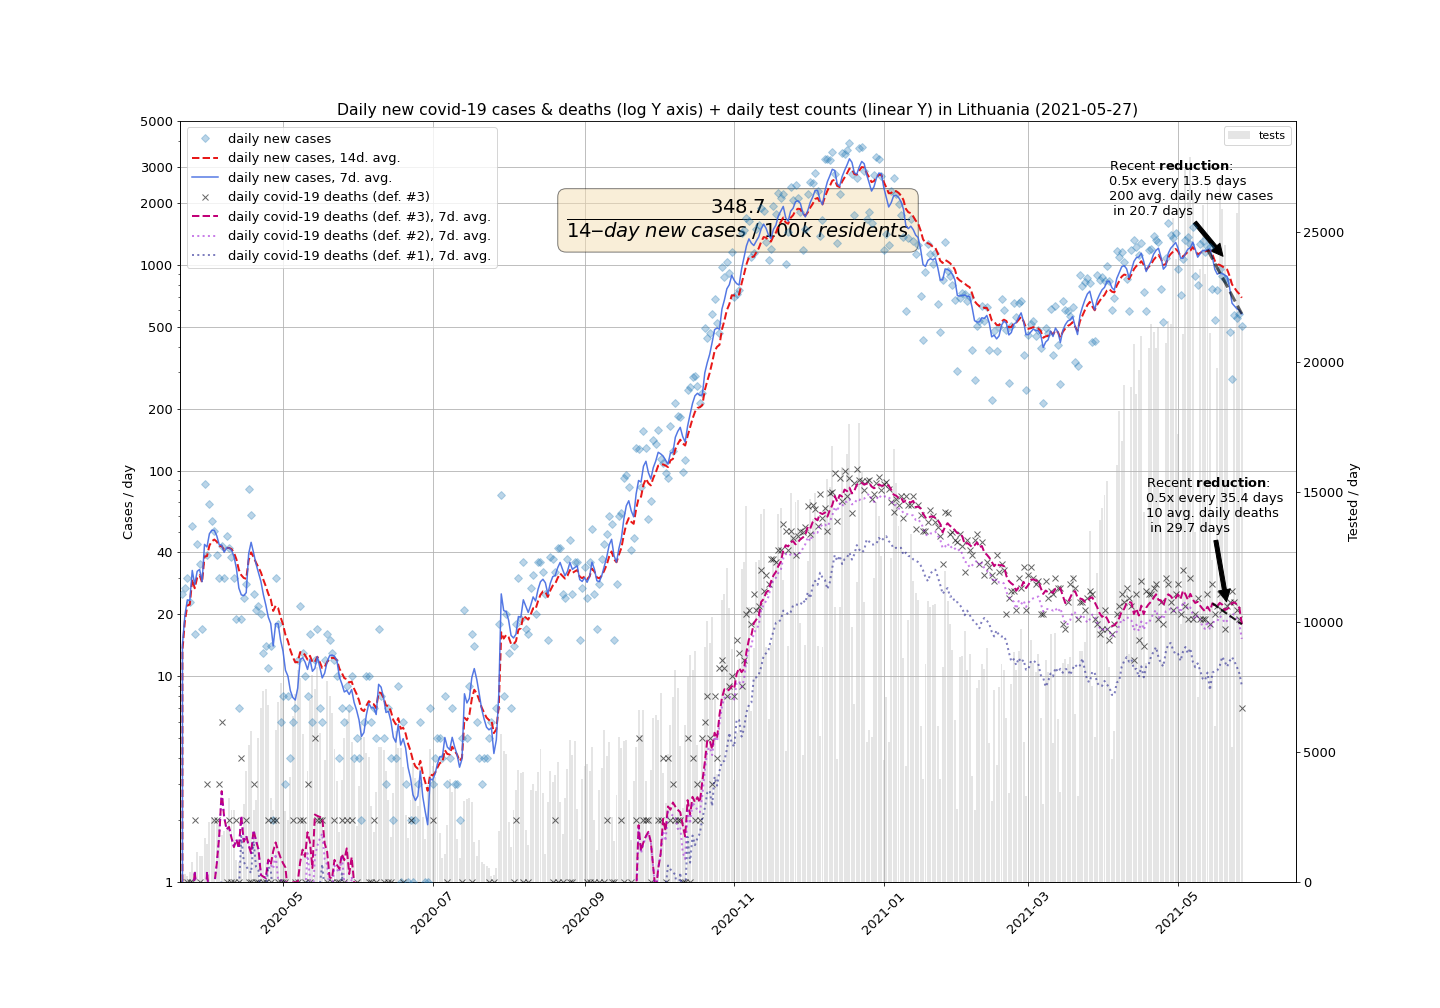 Daily new covid-19 cases & deaths (log Y axis) + daily test counts (linear Y) in Lithuania (2021-05-27)
daily new cases
daily new cases, 14d. avg.
daily new cases, 7d. avg.
daily covid-19 deaths (def. #3)
daily covid-19 deaths (def. #3), 7d. avg.
daily covid-19 deaths (def. #2), 7d. avg.
daily covid-19 deaths (def. #1), 7d. avg.
348.7
14−day new cases / 100k residents
tests
Recent reduction:
0.5x every 13.5 days
200 avg. daily new cases
in 20.7 days
Recent reduction:
0.5x every 35.4 days
10 avg. daily deaths
in 29.7 days
Cases / day
5000
3000
2000
1000
500
200
100
40
20
10
1
Tested / day
25000
20000
15000
10000
5000
0
2020-05
2020-07
2020-09
2020-11
2021-01
2021-03
2021-05